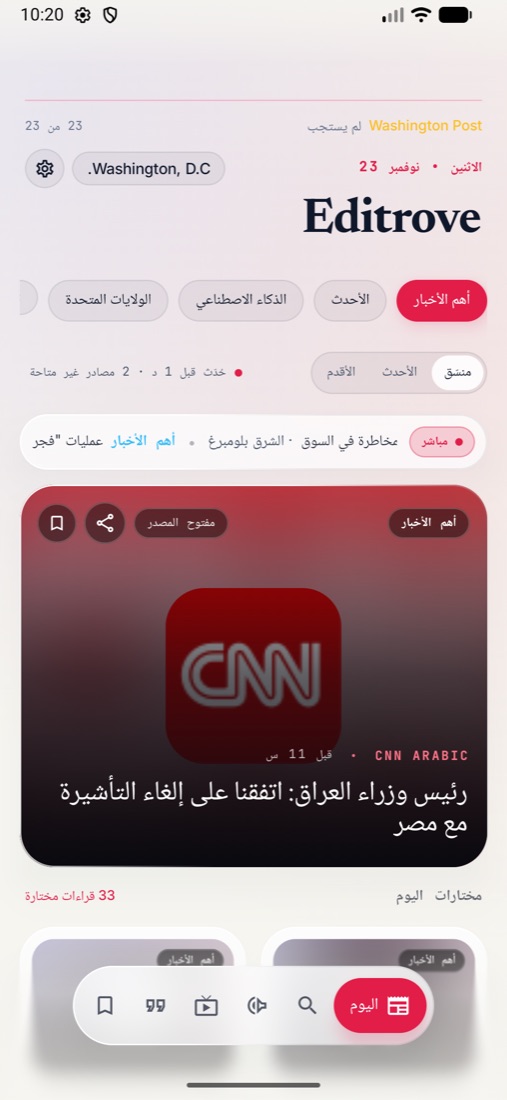 10:20
Washington Post لم يستجب
23 من 23
الاثنين • نوفمبر 23
Washington, D.C.
Editrove
أهم الأخبار
الأحدث
الذكاء الاصطناعي
الولايات المتحدة
منسّق
الأحدث
الأقدم
حُدّث قبل 1 د · 2 مصادر غير متاحة
مباشر
مخاطرة في السوق · الشرق بلومبرغ • أهم الأخبار عمليات "فجر
أهم الأخبار
مفتوح المصدر
CNN
CNN ARABIC • قبل 11 س
رئيس وزراء العراق: اتفقنا على إلغاء التأشيرة
مع مصر
مختارات اليوم
33 قراءات مختارة
أهم الأخبار
أهم الأخبار
اليوم